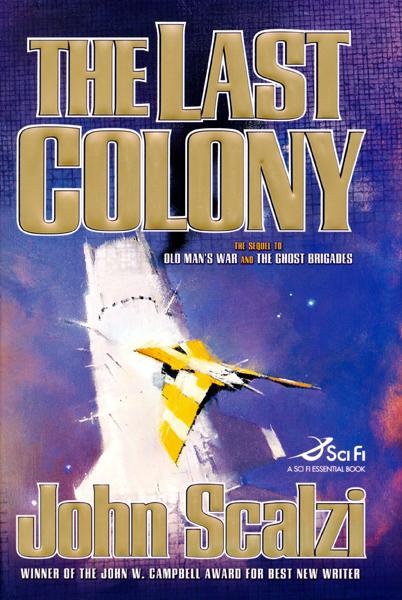 THE LAST
COLONY
THE SEQUEL TO
OLD MAN'S WAR AND THE GHOST BRIGADES
SCI FI
A SCI FI ESSENTIAL BOOK
John Scalzi
WINNER OF THE JOHN W. CAMPBELL AWARD FOR BEST NEW WRITER